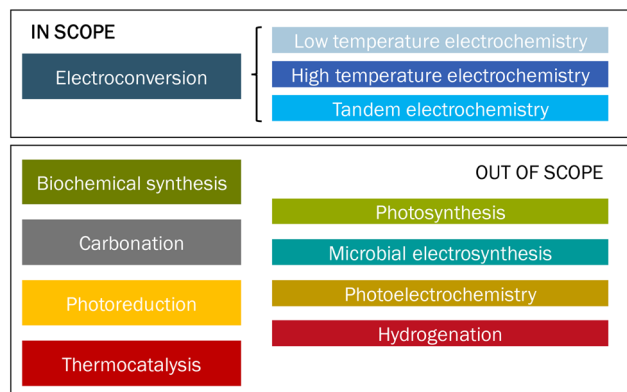 IN SCOPE
Electroconversion
Low temperature electrochemistry
High temperature electrochemistry
Tandem electrochemistry
OUT OF SCOPE
Biochemical synthesis
Carbonation
Photoreduction
Thermocatalysis
Photosynthesis
Microbial electrosynthesis
Photoelectrochemistry
Hydrogenation